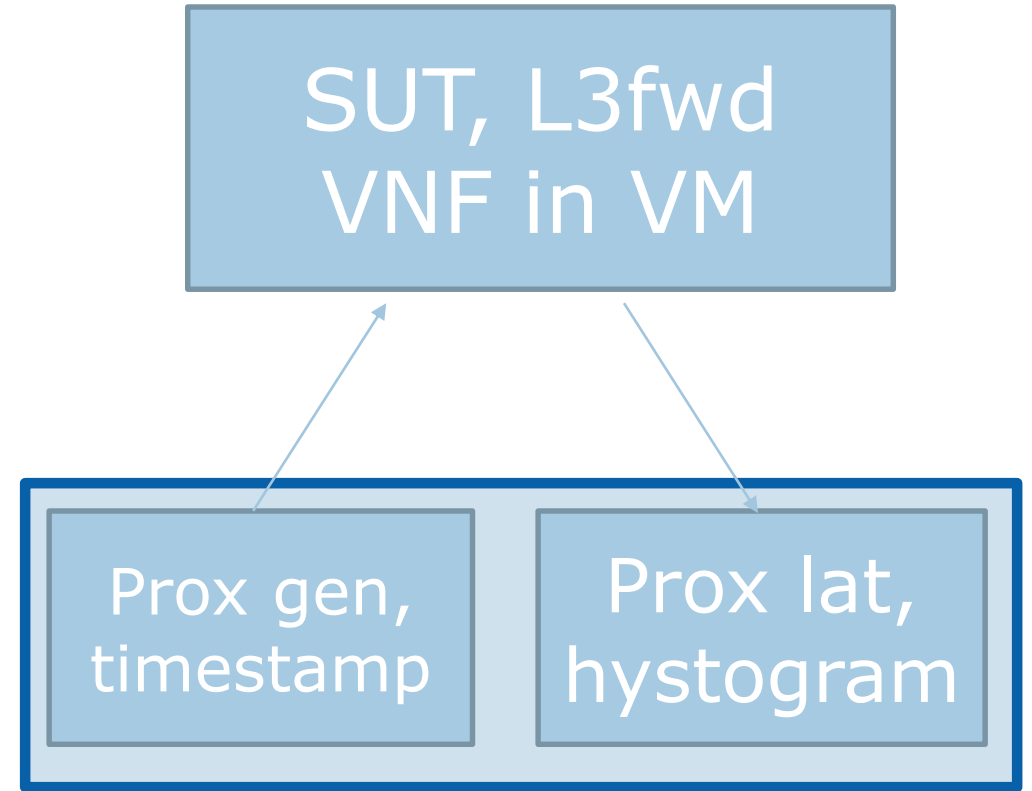 SUT, L3fwd
VNF in VM
Prox gen,
timestamp
Prox lat,
hystogram